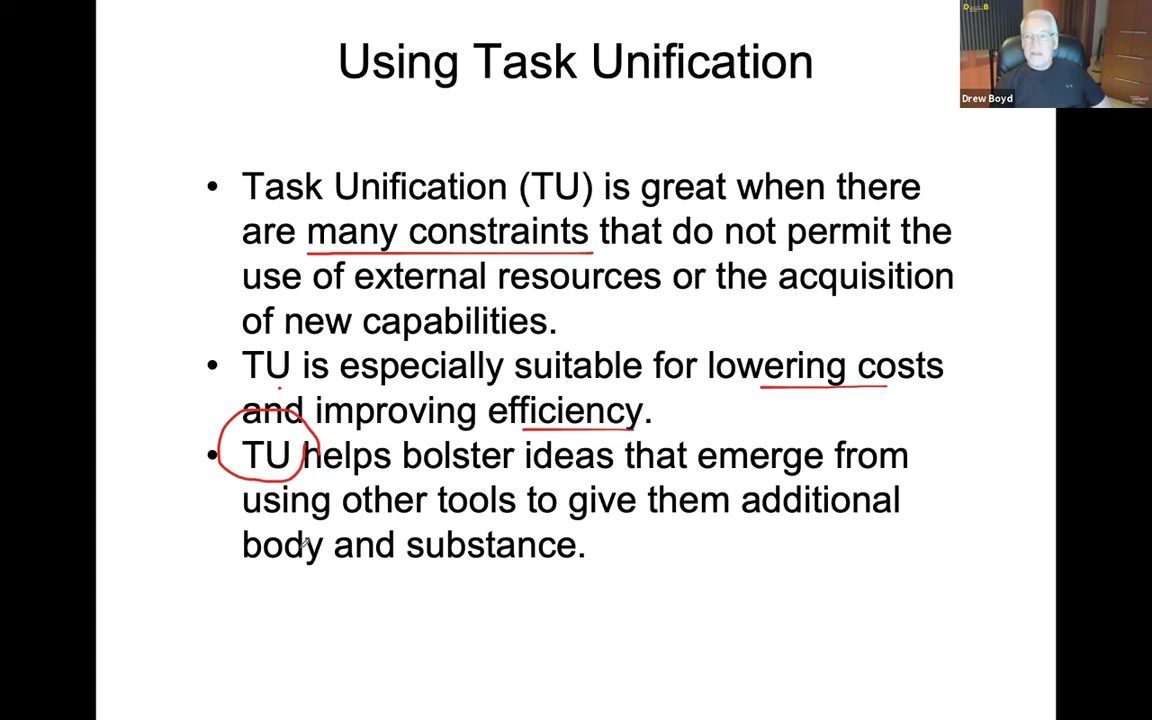 Using Task Unification
D B
Drew Boyd
• Task Unification (TU) is great when there
are many constraints that do not permit the
use of external resources or the acquisition
of new capabilities.
• TU is especially suitable for lowering costs
and improving efficiency.
• TU helps bolster ideas that emerge from
using other tools to give them additional
body and substance.